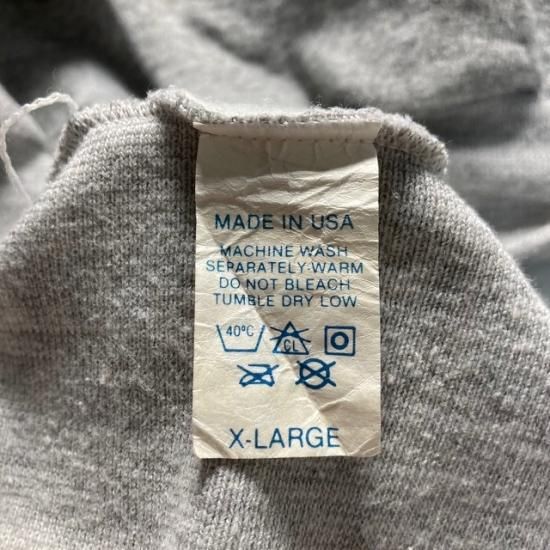 MADE IN USA
MACHINE WASH
SEPARATELY-WARM
DO NOT BLEACH
TUMBLE DRY LOW
40°C CL
X-LARGE